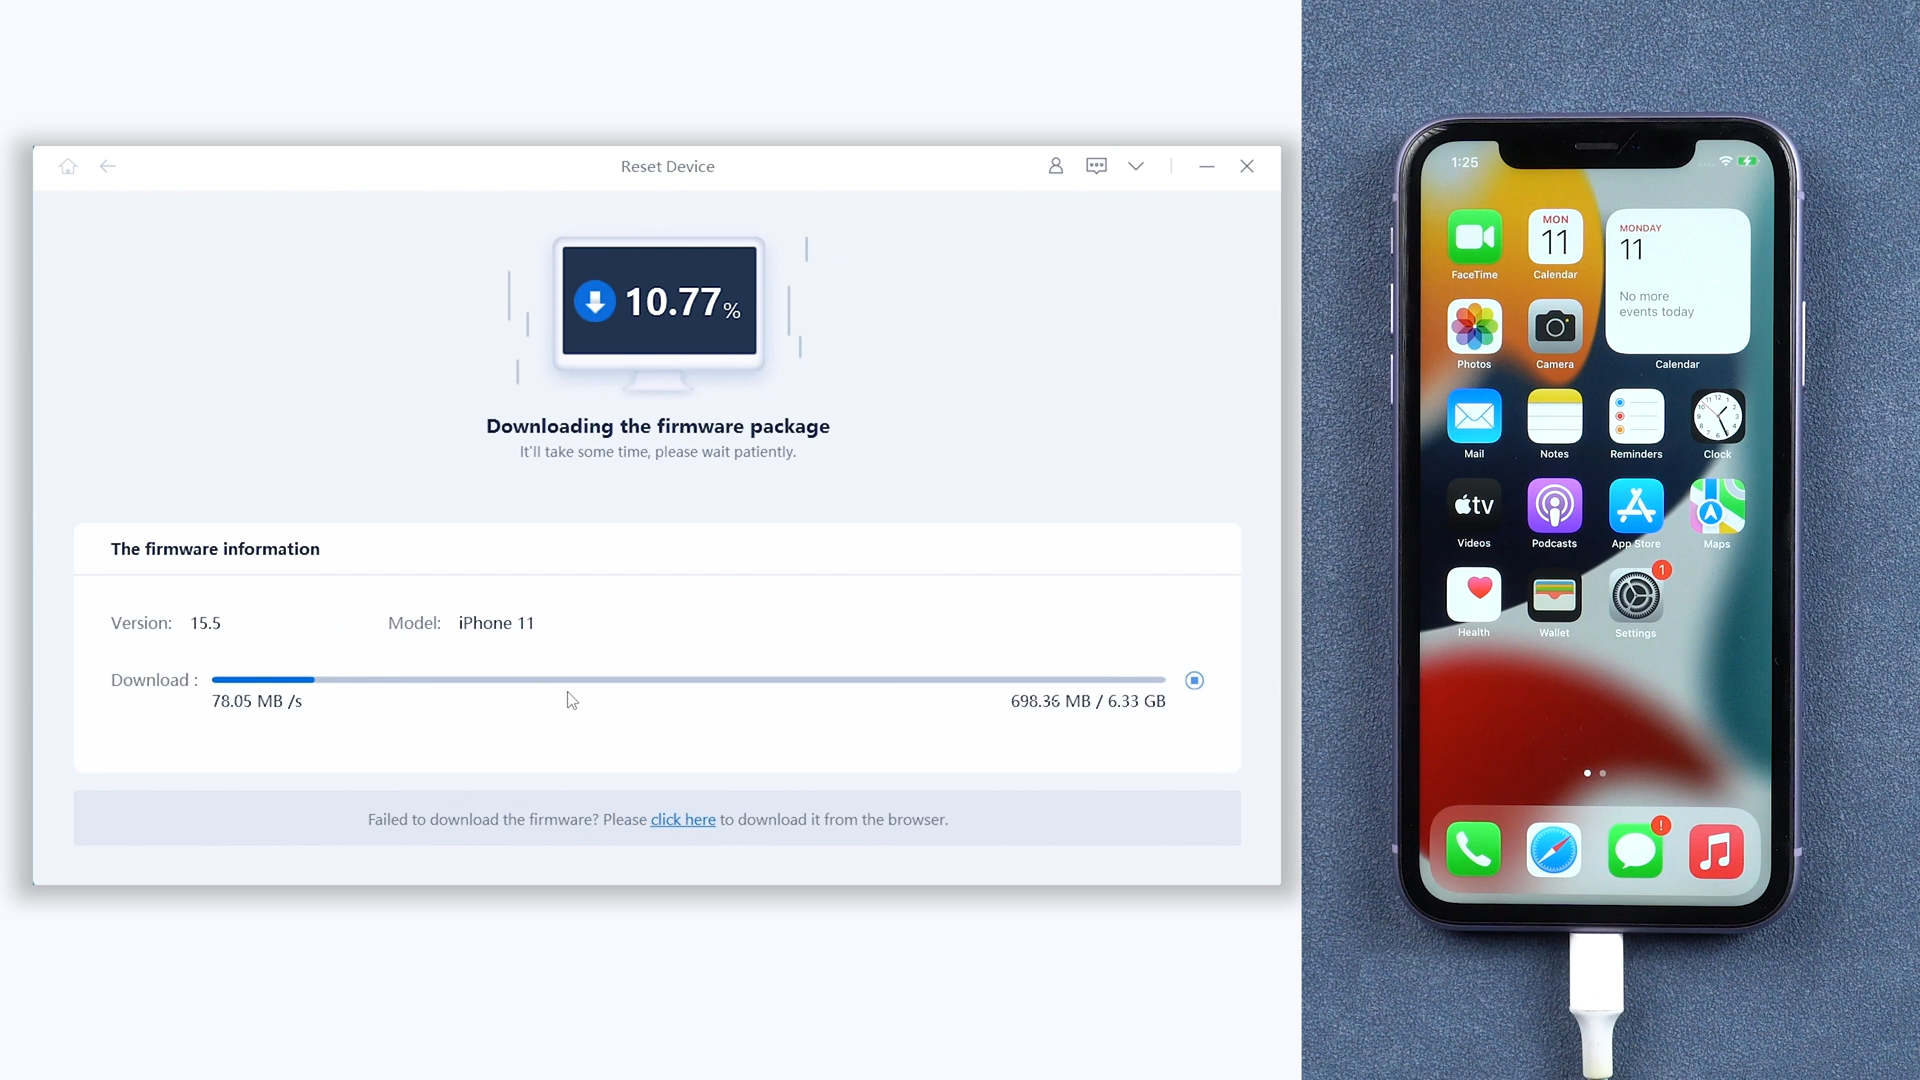 Reset Device
10.77%
Downloading the firmware package
It'll take some time, please wait patiently.
The firmware information
Version: 15.5 Model: iPhone 11
Download :
78.05 MB /s 698.36 MB / 6.33 GB
Failed to download the firmware? Please click here to download it from the browser.
1:25
MON
11
MONDAY
11
No more
events today
FaceTime Calendar
Photos Camera Calendar
Mail Notes Reminders Clock
tv
Videos Podcasts App Store Maps
1
Health Wallet Settings
!